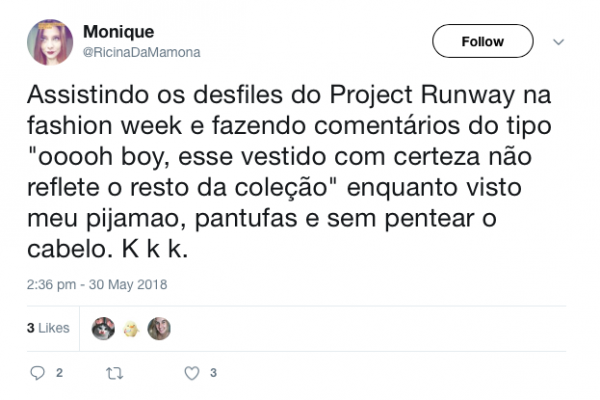 Monique
@RicinaDaMamona
Follow
Assistindo os desfiles do Project Runway na
fashion week e fazendo comentários do tipo
"ooooh boy, esse vestido com certeza não
reflete o resto da coleção" enquanto visto
meu pijamao, pantufas e sem pentear o
cabelo. K k k.
2:36 pm - 30 May 2018
3 Likes
2 3